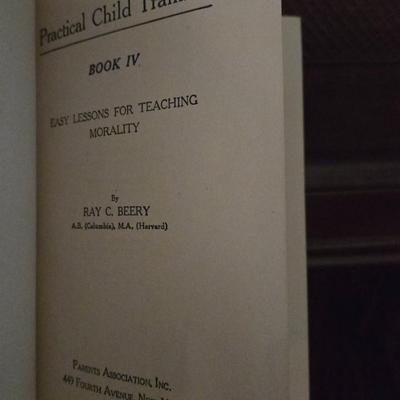 Practical Child
BOOK IV
EASY LESSONS FOR TEACHING
MORALITY
By
RAY C. BEERY
A.B. (Columbia), M.A., (Harvard)
PARENTS ASSOCIATION, INC.
449 FOURTH AVENUE,